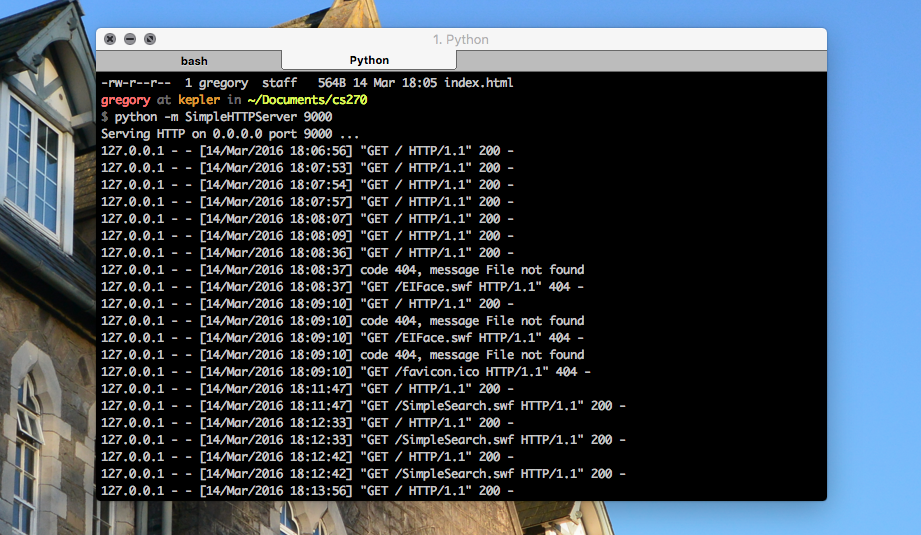 1. Python
bash
Python
-rw-r--r-- 1 gregory staff 564B 14 Mar 18:05 index.html
gregory at kepler in ~/Documents/cs270
$ python -m SimpleHTTPServer 9000
Serving HTTP on 0.0.0.0 port 9000 ...
127.0.0.1 - - [14/Mar/2016 18:06:56] "GET / HTTP/1.1" 200 -
127.0.0.1 - - [14/Mar/2016 18:07:53] "GET / HTTP/1.1" 200 -
127.0.0.1 - - [14/Mar/2016 18:07:54] "GET / HTTP/1.1" 200 -
127.0.0.1 - - [14/Mar/2016 18:07:57] "GET / HTTP/1.1" 200 -
127.0.0.1 - - [14/Mar/2016 18:08:07] "GET / HTTP/1.1" 200 -
127.0.0.1 - - [14/Mar/2016 18:08:09] "GET / HTTP/1.1" 200 -
127.0.0.1 - - [14/Mar/2016 18:08:36] "GET / HTTP/1.1" 200 -
127.0.0.1 - - [14/Mar/2016 18:08:37] code 404, message File not found
127.0.0.1 - - [14/Mar/2016 18:08:37] "GET /EIFace.swf HTTP/1.1" 404 -
127.0.0.1 - - [14/Mar/2016 18:09:10] "GET / HTTP/1.1" 200 -
127.0.0.1 - - [14/Mar/2016 18:09:10] code 404, message File not found
127.0.0.1 - - [14/Mar/2016 18:09:10] "GET /EIFace.swf HTTP/1.1" 404 -
127.0.0.1 - - [14/Mar/2016 18:09:10] code 404, message File not found
127.0.0.1 - - [14/Mar/2016 18:09:10] "GET /favicon.ico HTTP/1.1" 404 -
127.0.0.1 - - [14/Mar/2016 18:11:47] "GET / HTTP/1.1" 200 -
127.0.0.1 - - [14/Mar/2016 18:11:47] "GET /SimpleSearch.swf HTTP/1.1" 200 -
127.0.0.1 - - [14/Mar/2016 18:12:33] "GET / HTTP/1.1" 200 -
127.0.0.1 - - [14/Mar/2016 18:12:33] "GET /SimpleSearch.swf HTTP/1.1" 200 -
127.0.0.1 - - [14/Mar/2016 18:12:42] "GET / HTTP/1.1" 200 -
127.0.0.1 - - [14/Mar/2016 18:12:42] "GET /SimpleSearch.swf HTTP/1.1" 200 -
127.0.0.1 - - [14/Mar/2016 18:13:56] "GET / HTTP/1.1" 200 -